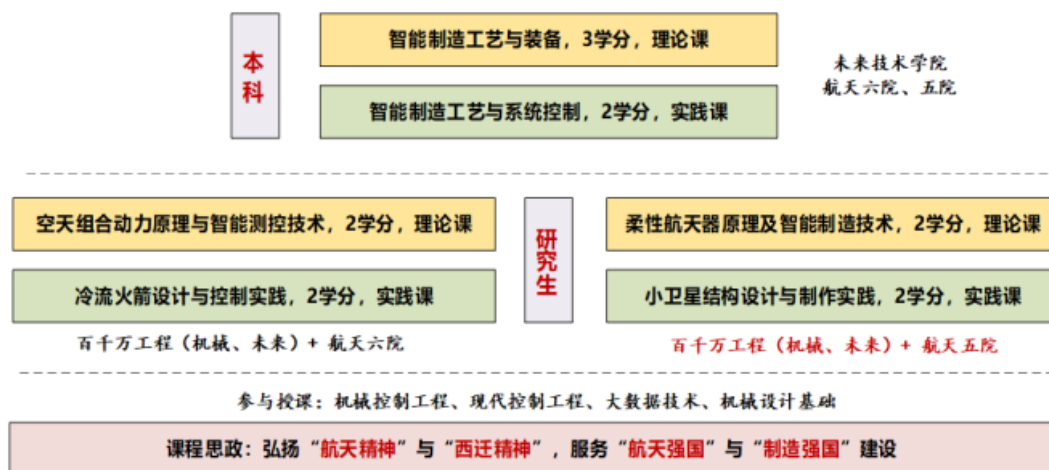 本科
智能制造工艺与装备，3学分，理论课
智能制造工艺与系统控制，2学分，实践课
未来技术学院
航天六院、五院
空天组合动力原理与智能测控技术，2学分，理论课
冷流火箭设计与控制实践，2学分，实践课
百千万工程（机械、未来）+ 航天六院
研究生
柔性航天器原理及智能制造技术，2学分，理论课
小卫星结构设计与制作实践，2学分，实践课
百千万工程（机械、未来）+ 航天五院
参与授课：机械控制工程、现代控制工程、大数据技术、机械设计基础
课程思政：弘扬“航天精神”与“西迁精神”，服务“航天强国”与“制造强国”建设